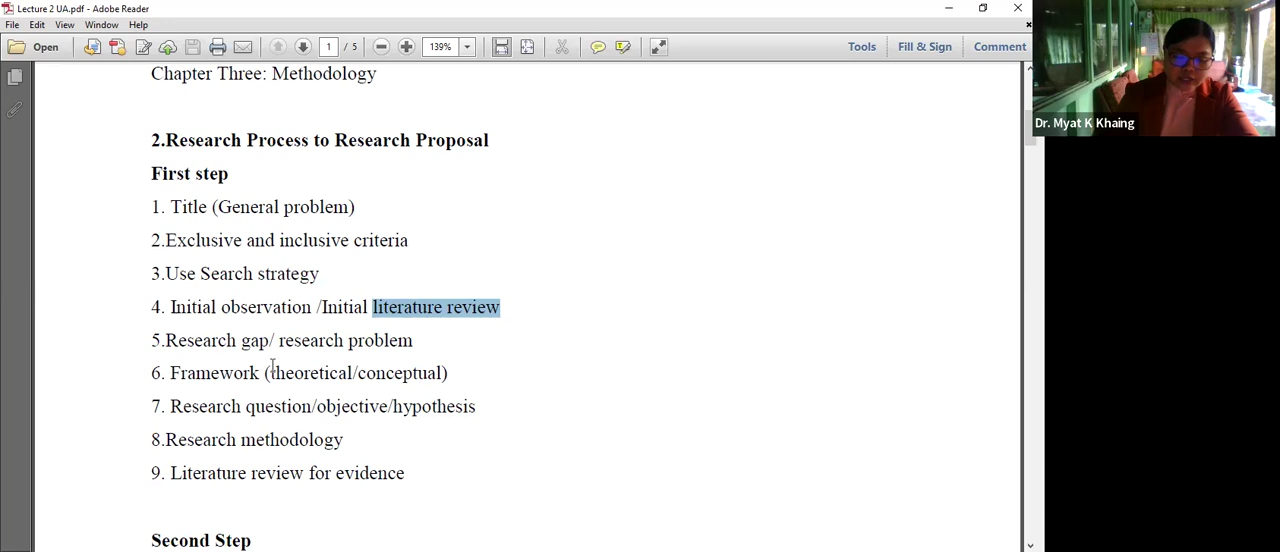 Lecture 2 UA.pdf - Adobe Reader
File Edit UA Window Help
Open 1 / 5 139% Tools Fill & Sign Comment
Dr. Myat K Khaing
Chapter Three: Methodology
2.Research Process to Research Proposal
First step
1. Title (General problem)
2.Exclusive and inclusive criteria
3.Use Search strategy
4. Initial observation /Initial literature review
5.Research gap/ research problem
6. Framework (theoretical/conceptual)
7. Research question/objective/hypothesis
8.Research methodology
9. Literature review for evidence
Second Step